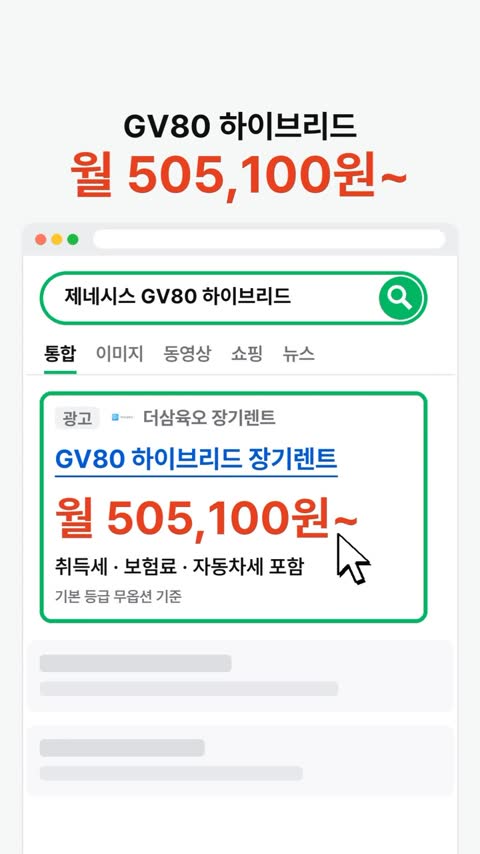 GV80 하이브리드
월 505,100원~
제네시스 GV80 하이브리드
통합 이미지 동영상 쇼핑 뉴스
광고 더삼육오 장기렌트
GV80 하이브리드 장기렌트
월 505,100원~
취득세 · 보험료 · 자동차세 포함
기본 등급 무옵션 기준